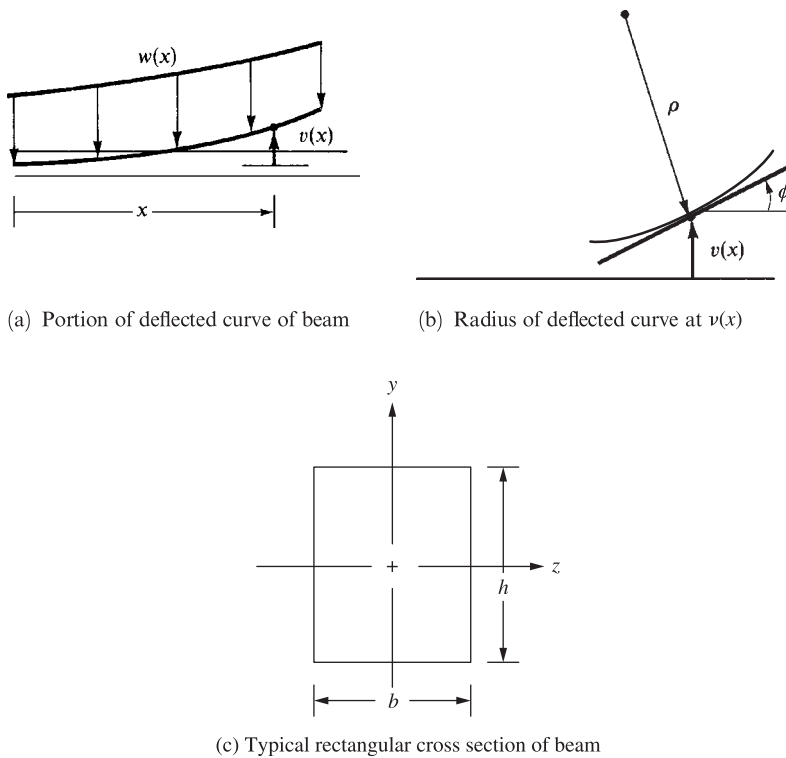 w(x)
v(x)
x
(a) Portion of deflected curve of beam
ρ
ϕ
v(x)
(b) Radius of deflected curve at ν(x)
y
z
h
b
(c) Typical rectangular cross section of beam